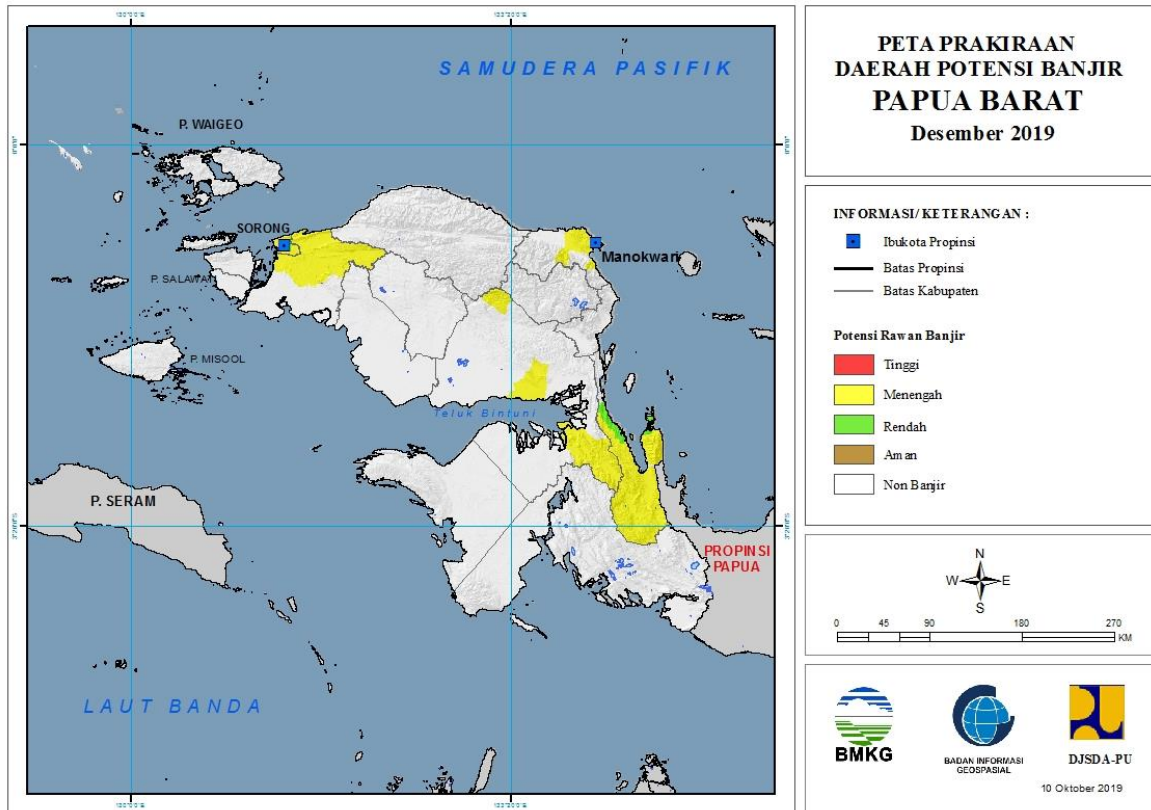 SAMUDERA PASIFIK
P. WAIGEO
SORONG
Manokwari
P. SALAWATI
P. MISOOL
Teluk Bintuni
P. SERAM
PROPINSI
PAPUA
LAUT BANDA
PETA PRAKIRAAN
DAERAH POTENSI BANJIR
PAPUA BARAT
Desember 2019
INFORMASI/KETERANGAN :
Ibukota Propinsi
Batas Propinsi
Batas Kabupaten
Potensi Rawan Banjir
Tinggi
Menengah
Rendah
Aman
Non Banjir
N
W E
S
0 45 90 180 270
KM
BMKG
BADAN INFORMASI
GEOSPASIAL
DJSDA-PU
10 Oktober 2019